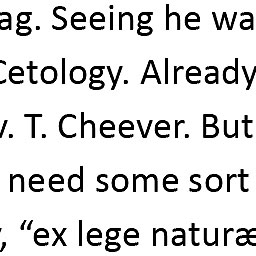 ag. Seeing he wa
Cetology. Already
v. T. Cheever. But
need some sort
, “ex lege naturæ